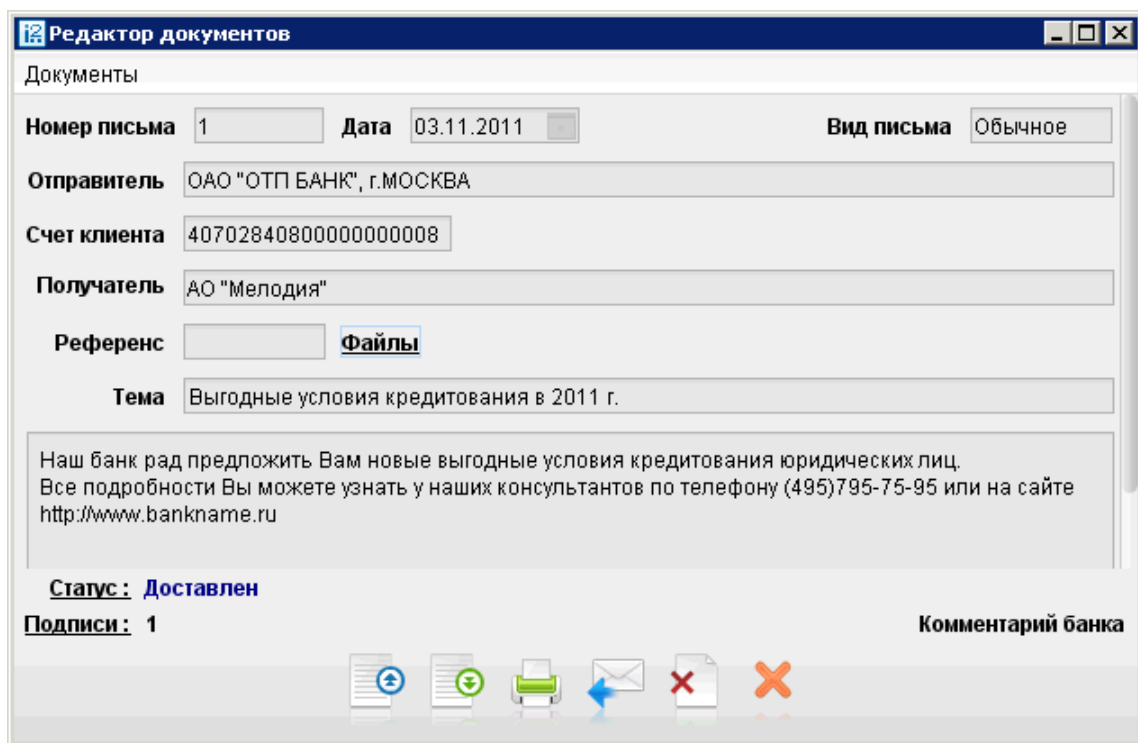 Редактор документов
Документы
Номер письма 1 Дата 03.11.2011 Вид письма Обычное
Отправитель ОАО "ОТП БАНК", г.МОСКВА
Счет клиента 40702840800000000008
Получатель АО "Мелодия"
Референс Файлы
Тема Выгодные условия кредитования в 2011 г.
Наш банк рад предложить Вам новые выгодные условия кредитования юридических лиц.
Все подробности Вы можете узнать у наших консультантов по телефону (495)795-75-95 или на сайте
http://www.bankname.ru
Статус : Доставлен
Подписи : 1 Комментарий банка